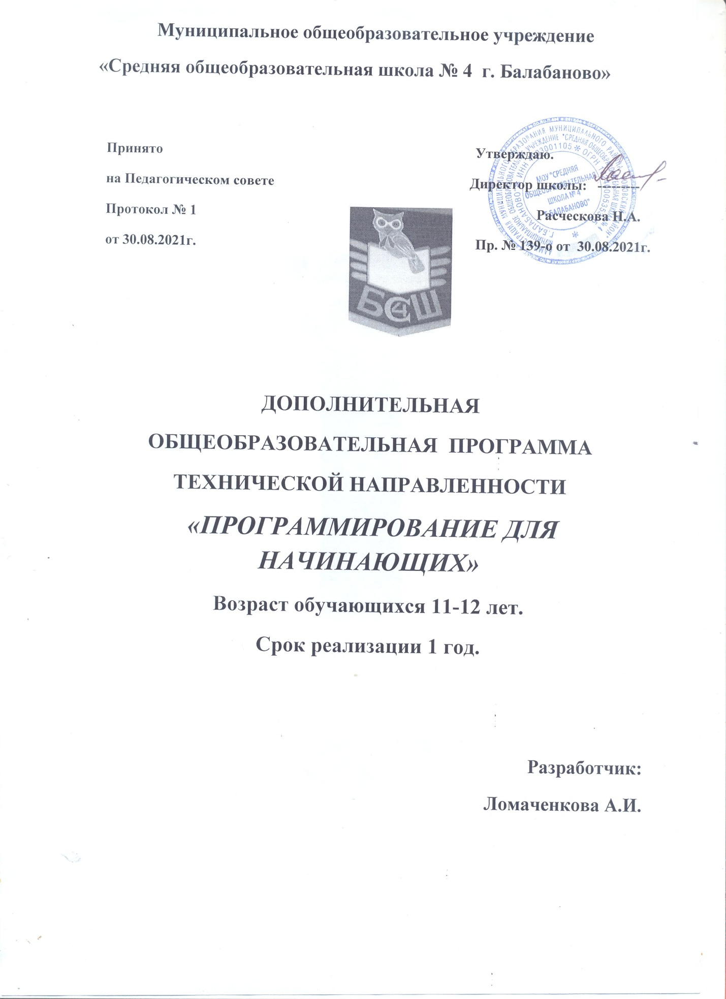 Муниципальное общеобразовательное учреждение
«Средняя общеобразовательная школа № 4 г. Балабаново»
Принято
на Педагогическом совете
Протокол № 1
от 30.08.2021г.
Утверждаю.
Директор школы: ---------
Расческова Н.А.
Пр. № 139-о от 30.08.2021г.
МОУ "СРЕДНЯЯ
ОБЩЕОБРАЗОВАТЕЛЬНАЯ
ШКОЛА № 4
Г. БАЛАБАНОВО"
БСШ
4
ДОПОЛНИТЕЛЬНАЯ
ОБЩЕОБРАЗОВАТЕЛЬНАЯ ПРОГРАММА
ТЕХНИЧЕСКОЙ НАПРАВЛЕННОСТИ
«ПРОГРАММИРОВАНИЕ ДЛЯ
НАЧИНАЮЩИХ»
Возраст обучающихся 11-12 лет.
Срок реализации 1 год.
Разработчик:
Ломаченкова А.И.